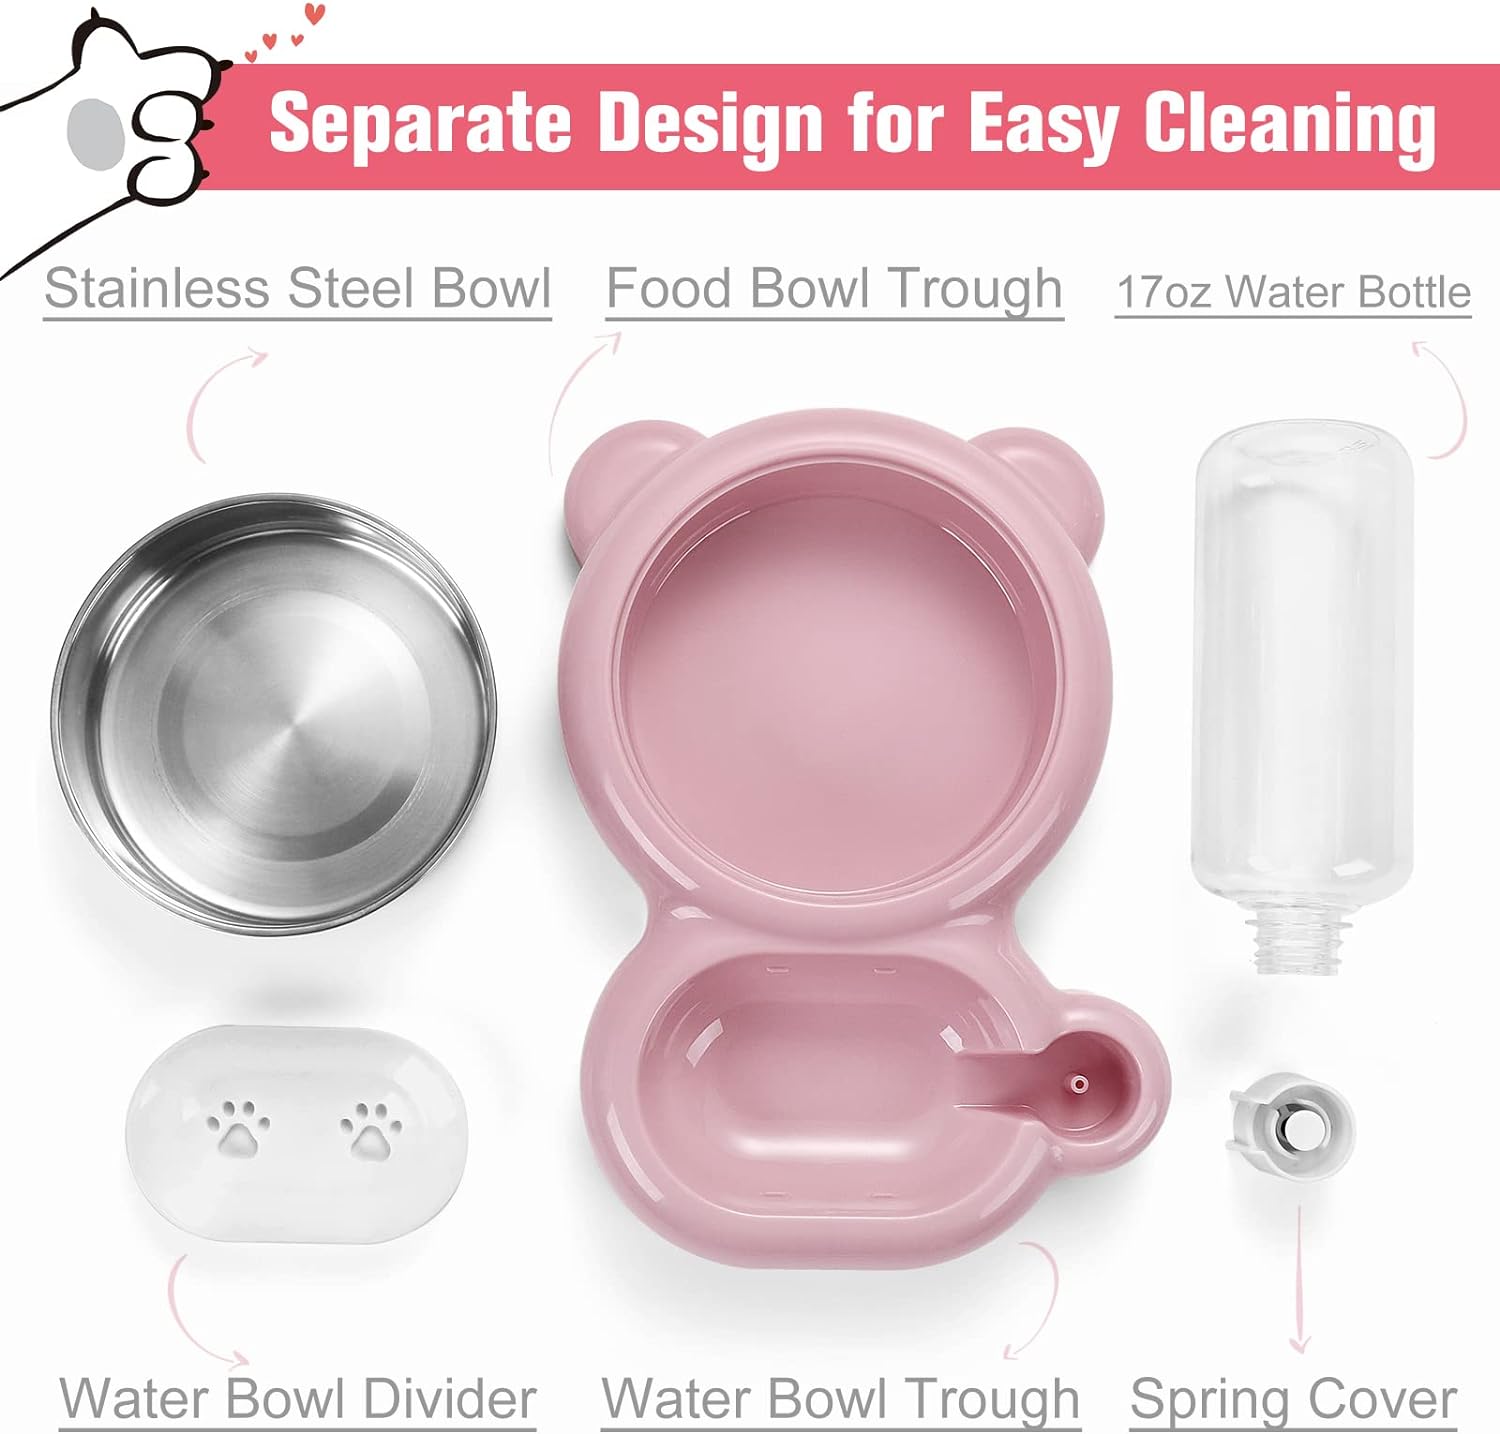 Separate Design for Easy Cleaning
Stainless Steel Bowl
Food Bowl Trough
17oz Water Bottle
Water Bowl Divider
Water Bowl Trough
Spring Cover